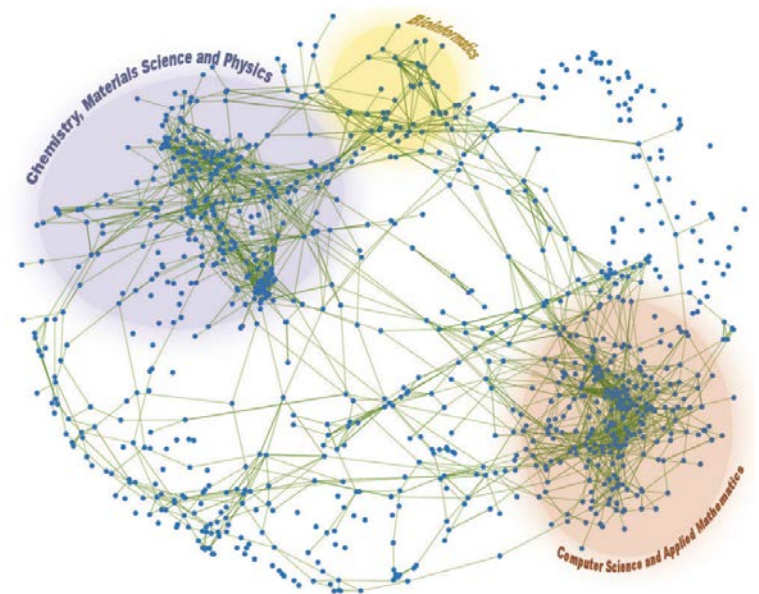 Bioinformatics
Chemistry, Materials Science and Physics
Computer Science and Applied Mathematics